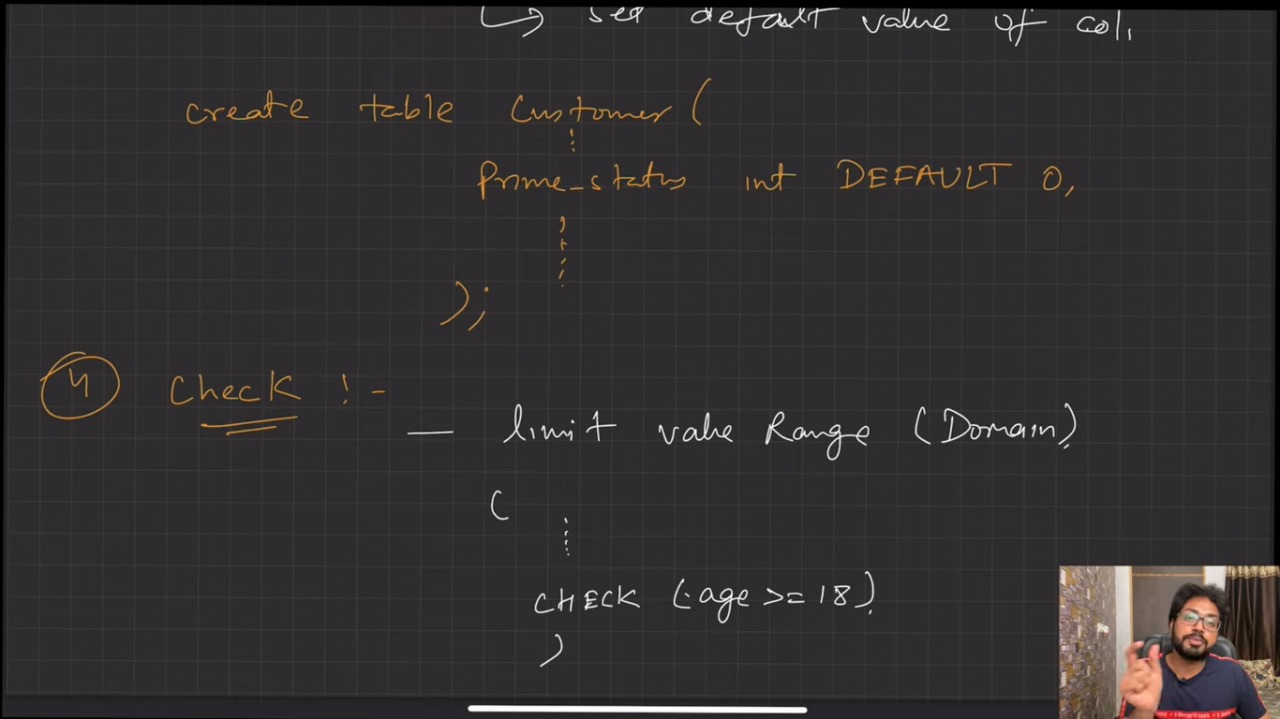 ↳ set default value of col.
create table Customer (
Prime_status int DEFAULT 0,
);
4 Check :-
— limit value Range (Domain)
(
CHECK (age >= 18)
)